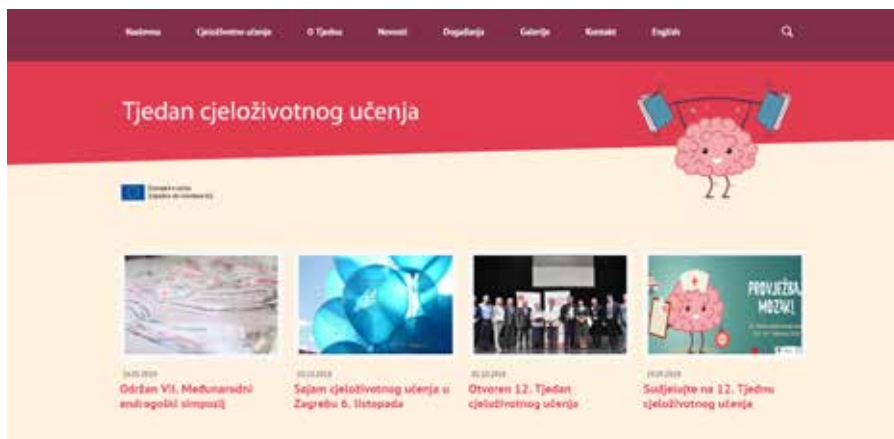 Naslovna Cjeloživotno učenje O Tjednu Novosti Događanja Galerije Kontakt English
Tjedan cjeloživotnog učenja
PROVJEŽBAJ
MOZAK!
Održan VII. Međunarodni
andragoški simpozij
Sajam cjeloživotnog učenja u
Zagrebu 6. listopada
Otvoren 12. Tjedan
cjeloživotnog učenja
Sudjelujte na 12. Tjednu
cjeloživotnog učenja